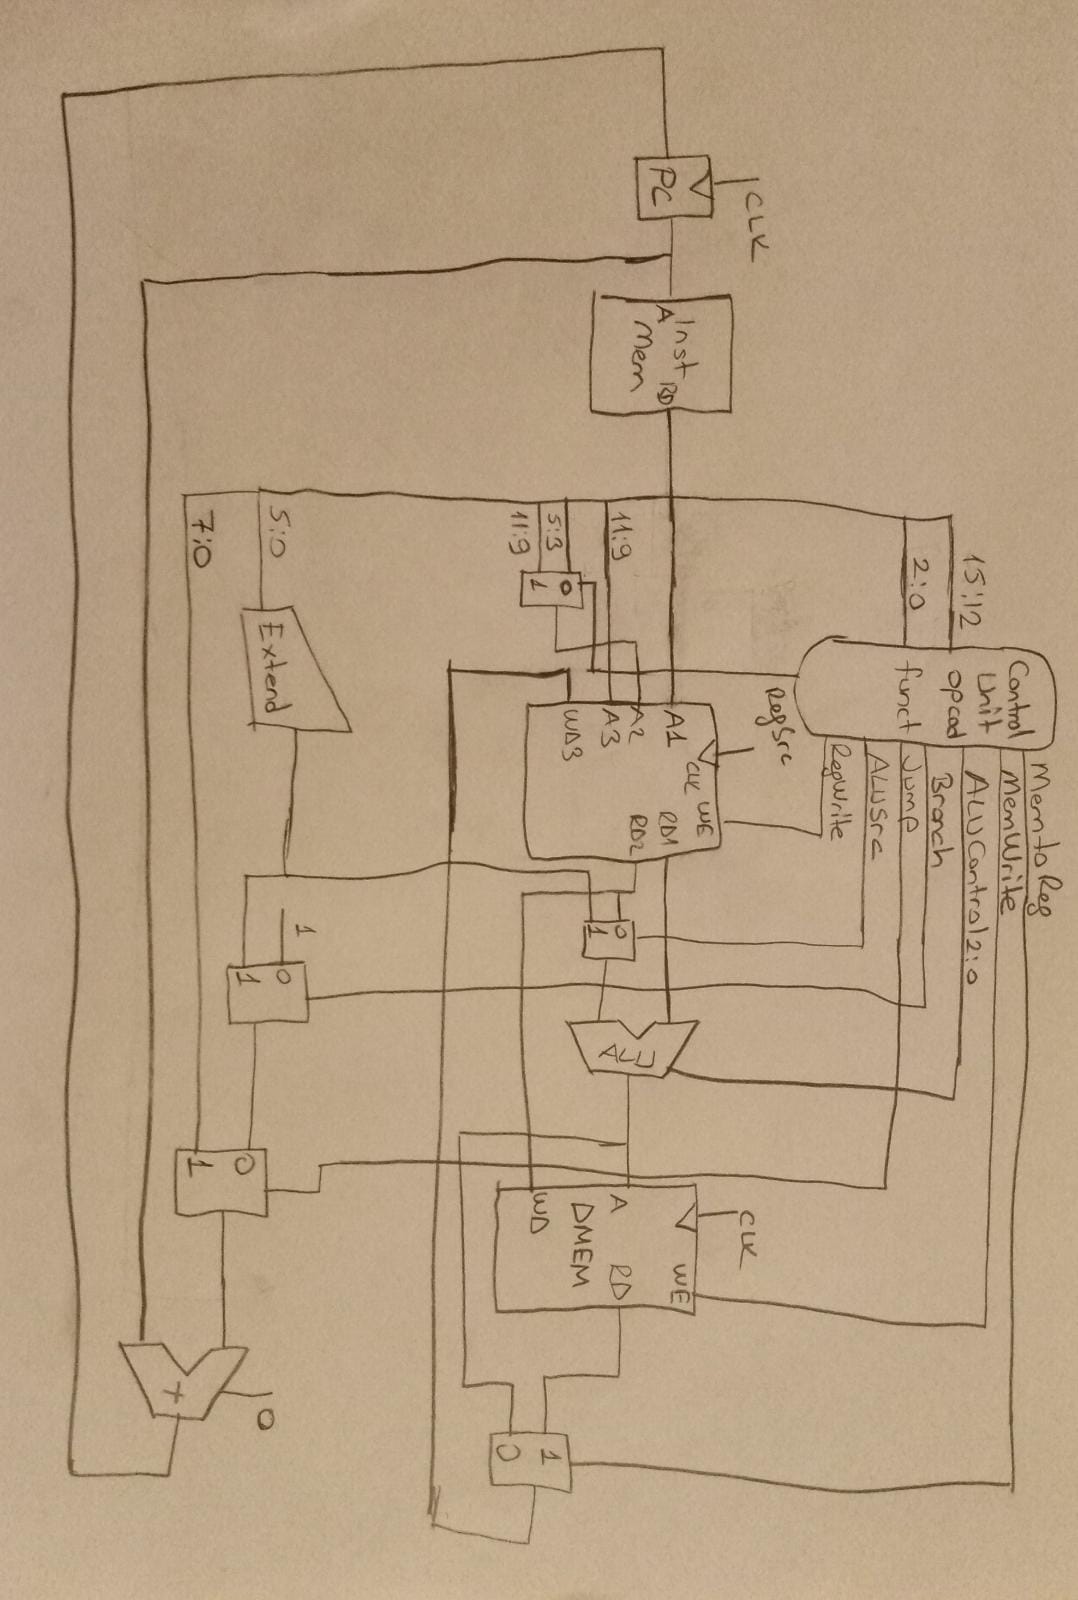 MemtoReg
MemWrite
ALUControl2:0
Branch
Jump
ALUSrc
RegWrite
Control
Unit
opcod
funct
15:12
2:0
RegSrc
CLK
PC
Inst
A RD
Mem
CLK WE
A1
RD1
A2
RD2
A3
WD3
11:9
5:3
11:9
0
1
0
1
ALU
CLK
WE
A RD
DMEM
WD
1
0
5:0
Extend
7:0
1
0
1
0
1
0
+